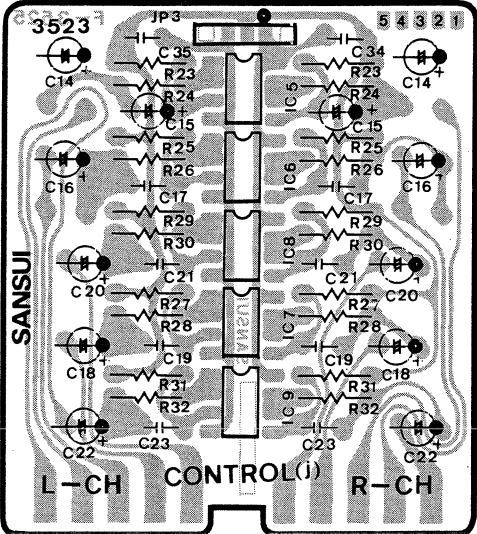 JP3
5 4 3 2 1
3523
C35
C34
C14
R23
R23
C14
R24
IC5
R24
C15
C15
R25
R25
C16
R26
IC6
R26
C16
C17
C17
R29
R29
R30
IC8
R30
C20
C21
C21
C20
SANSUI
R27
R27
R28
IC7
R28
SANSUI
C18
C19
C19
C18
R31
R31
R32
IC9
R32
C22
C23
C23
C22
CONTROL(j)
L-CH
R-CH